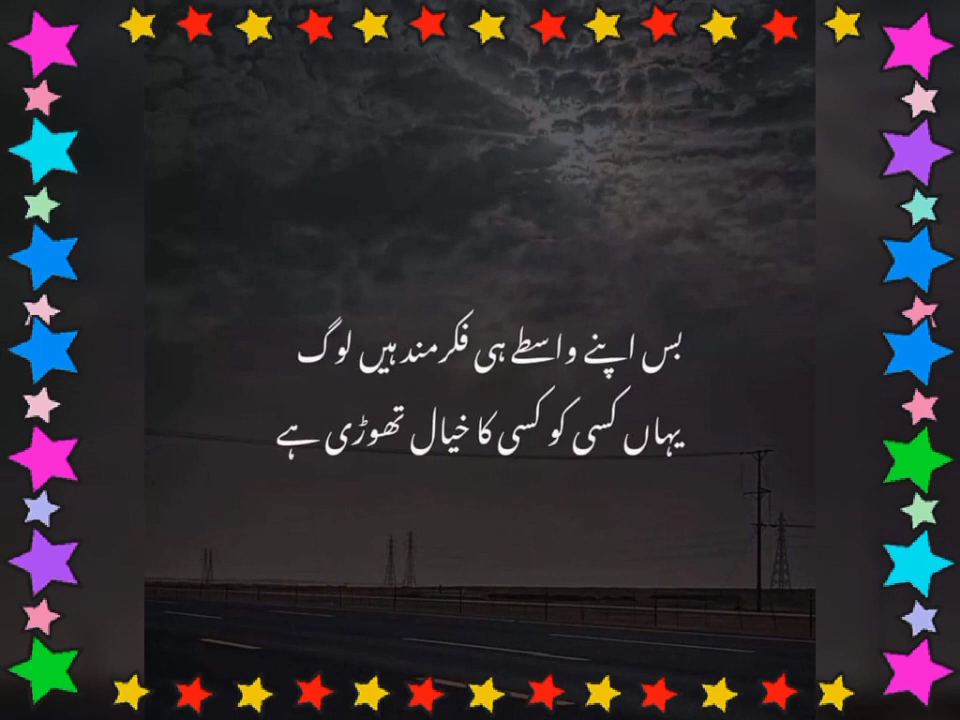 بس اپنے واسطے ہی فکرمند ہیں لوگ
یہاں کسی کو کسی کا خیال تھوڑی ہے